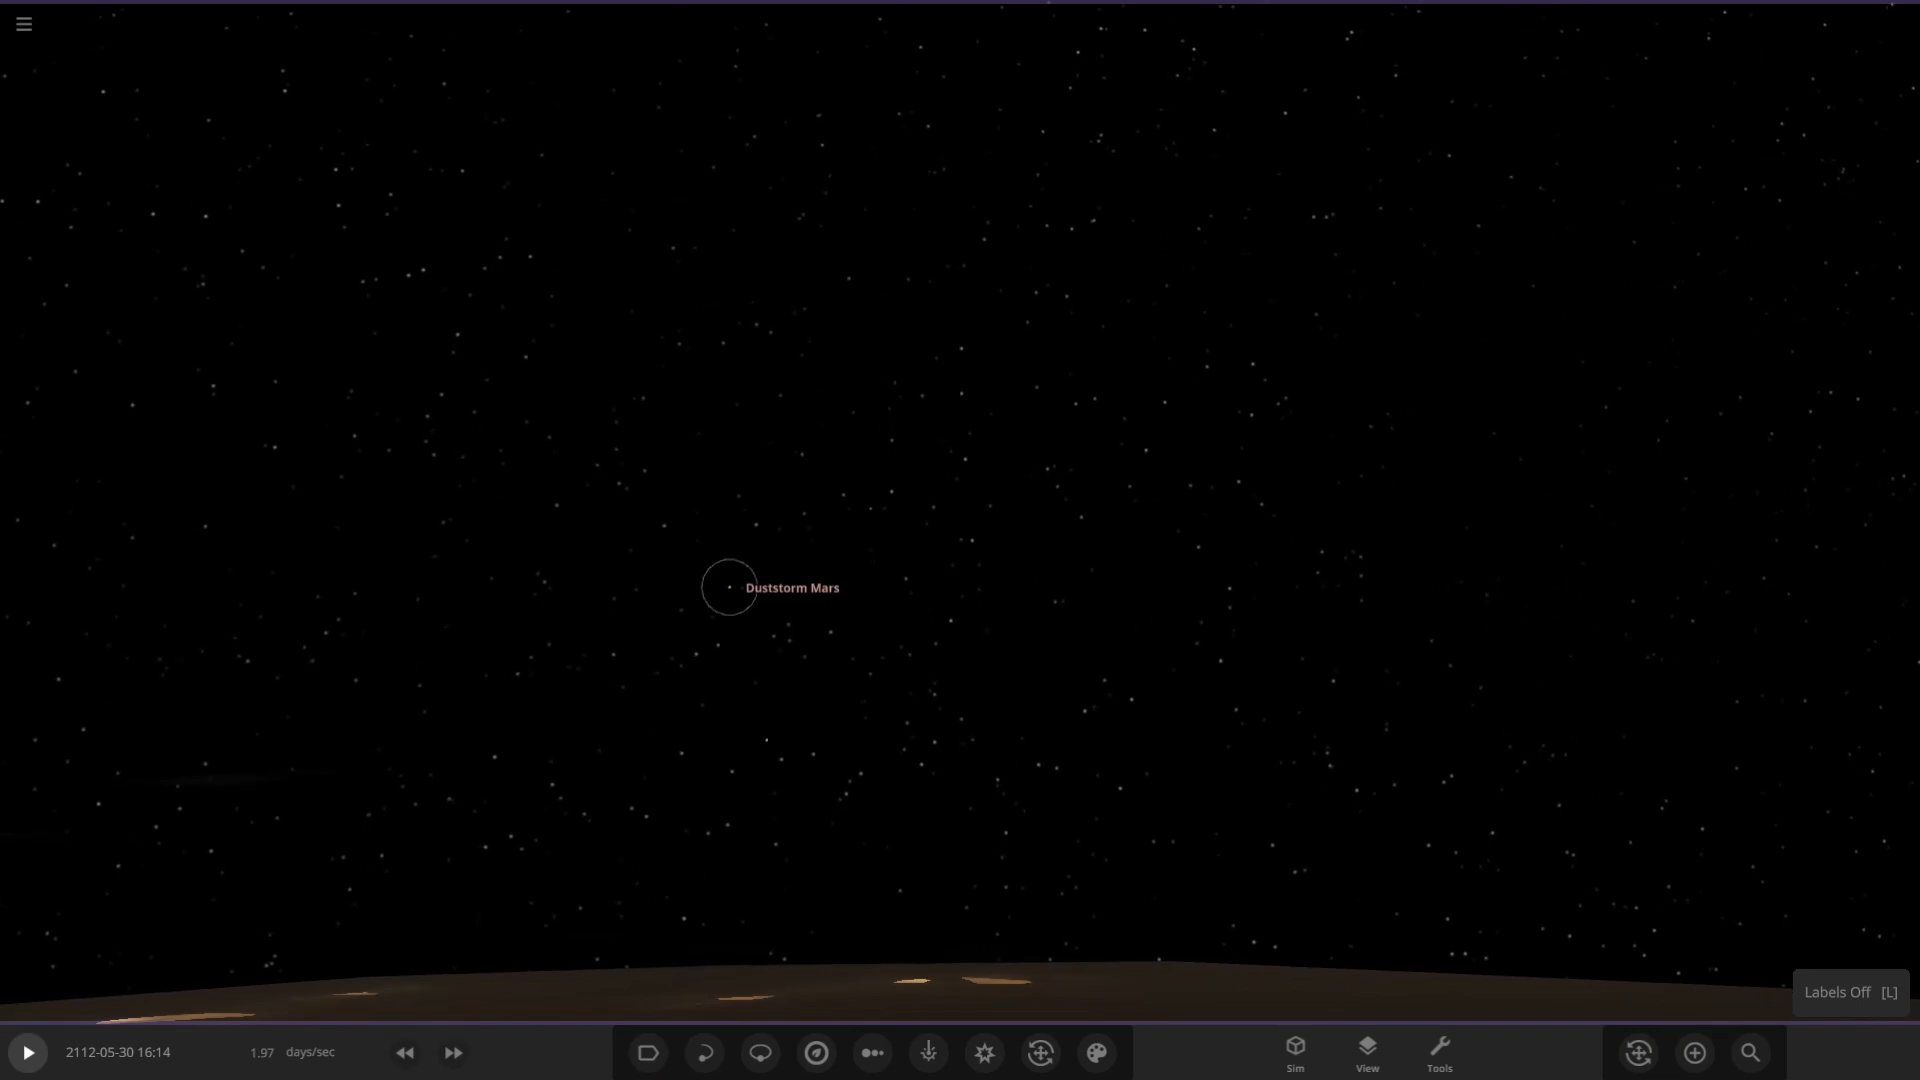 Duststorm Mars
Labels Off [L]
2112-05-30 16:14 1.97 days/sec
Sim View Tools